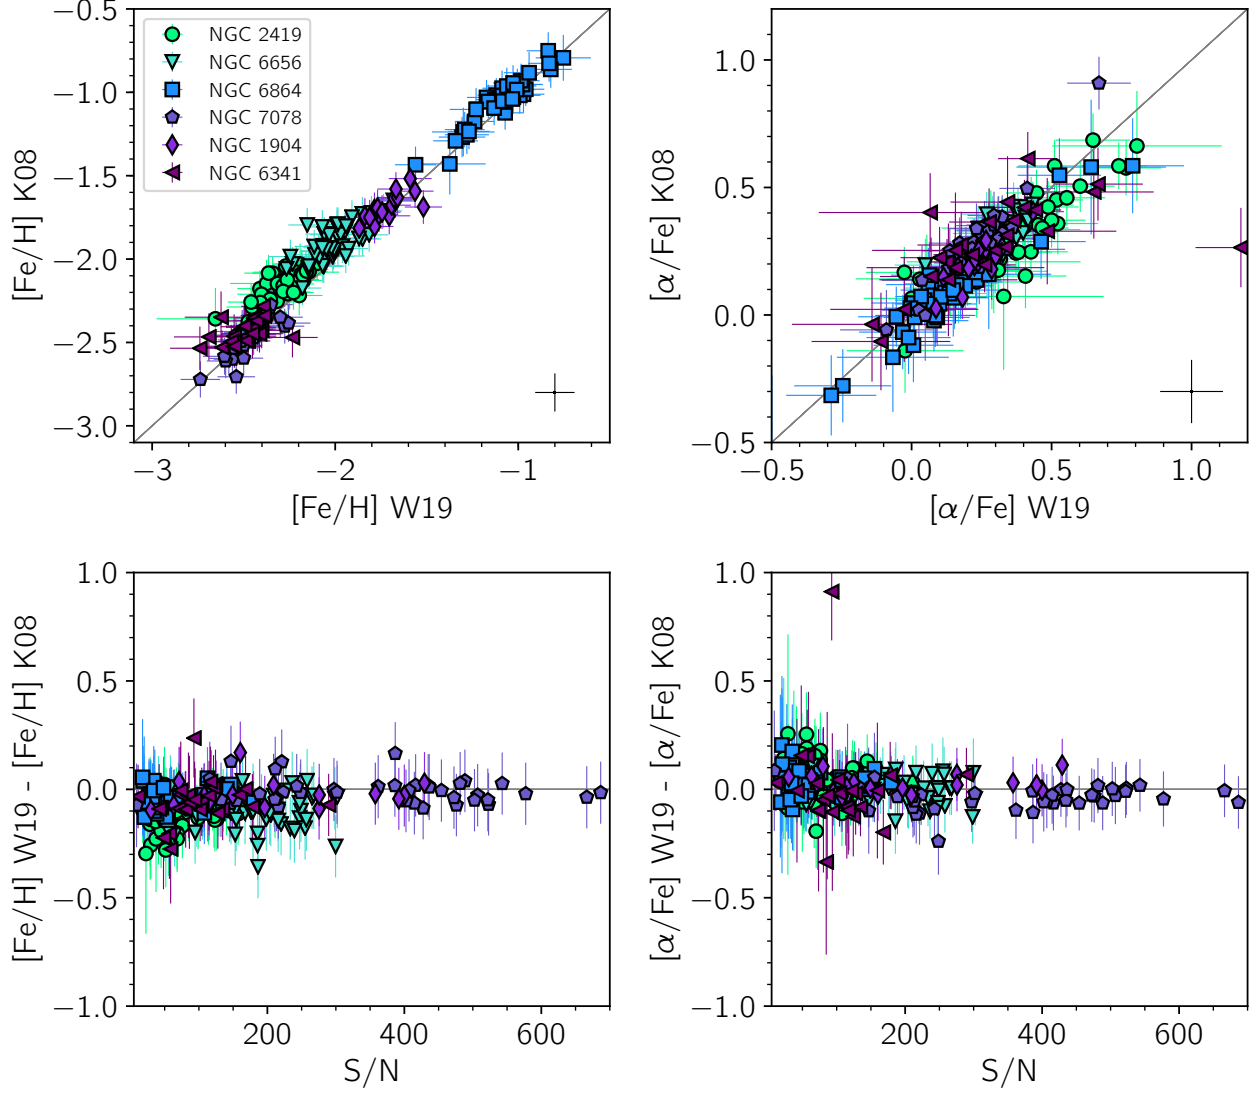 −0.5
−1.0
−1.5
−2.0
−2.5
−3.0
[Fe/H] K08
NGC 2419
NGC 6656
NGC 6864
NGC 7078
NGC 1904
NGC 6341
−3
−2
−1
[Fe/H] W19
1.0
0.5
0.0
−0.5
[α/Fe] K08
−0.5
0.0
0.5
1.0
[α/Fe] W19
1.0
0.5
0.0
−0.5
−1.0
[Fe/H] W19 - [Fe/H] K08
200
400
600
S/N
1.0
0.5
0.0
−0.5
−1.0
[α/Fe] W19 - [α/Fe] K08
200
400
600
S/N